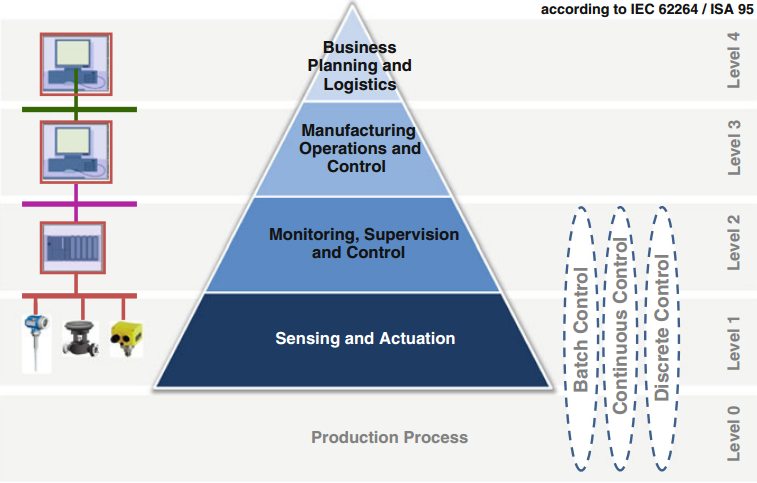 according to IEC 62264 / ISA 95
Business
Planning and
Logistics
Level 4
Manufacturing
Operations and
Control
Level 3
Monitoring, Supervision
and Control
Level 2
Sensing and Actuation
Level 1
Batch Control
Continuous Control
Discrete Control
Production Process
Level 0